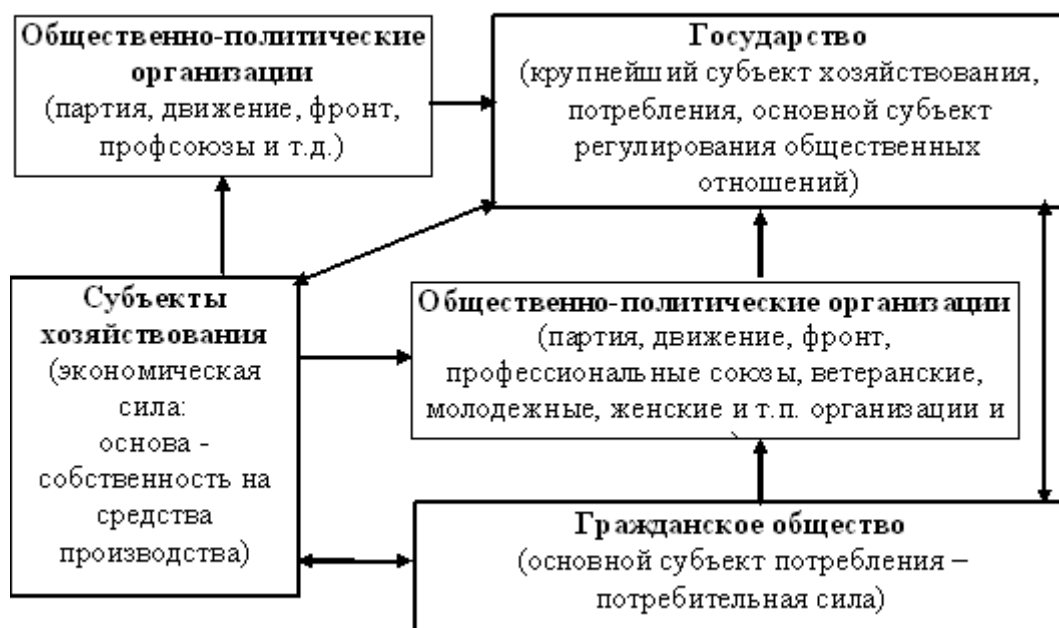 Общественно-политические
организации
(партия, движение, фронт,
профсоюзы и т.д.)
Государство
(крупнейший субъект хозяйствования,
потребления, основной субъект
регулирования общественных
отношений)
Субъекты
хозяйствования
(экономическая
сила:
основа -
собственность на
средства
производства)
Общественно-политические организации
(партия, движение, фронт,
профессиональные союзы, ветеранские,
молодежные, женские и т.п. организации и
Гражданское общество
(основной субъект потребления –
потребительная сила)